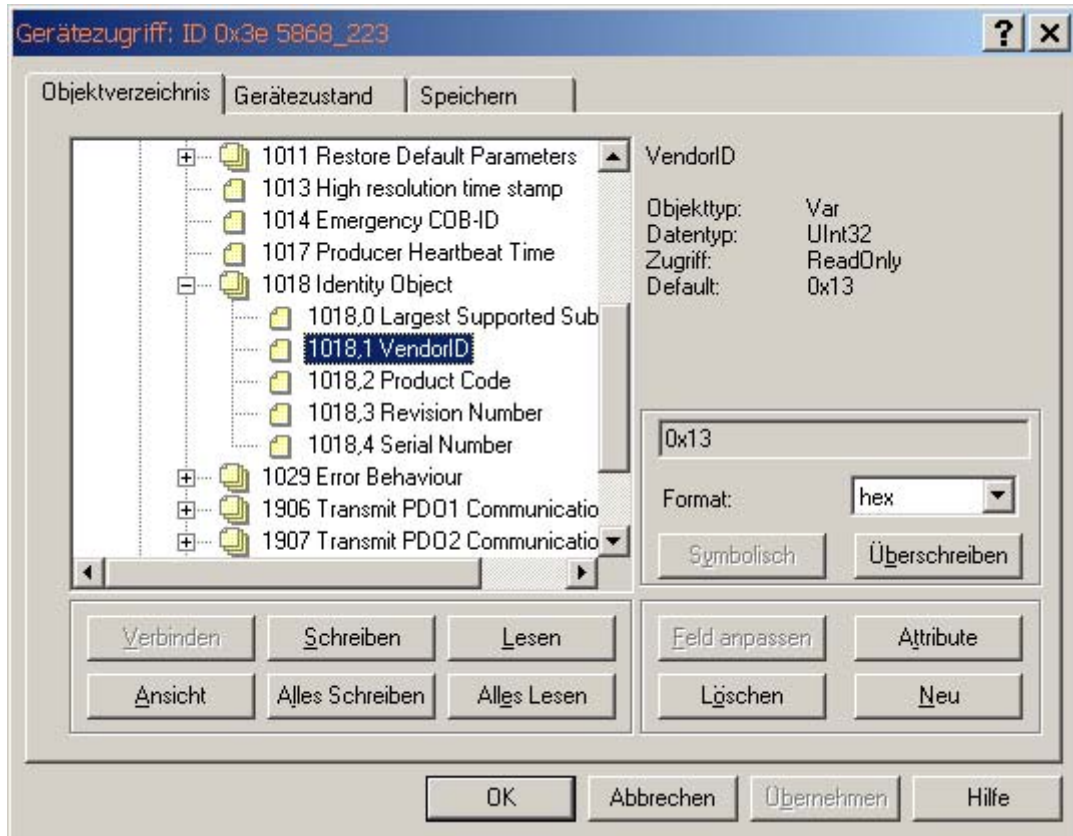 Gerätezugriff: ID 0x3e 5868_223
Objektverzeichnis
Gerätezustand
Speichern
1011 Restore Default Parameters
1013 High resolution time stamp
1014 Emergency COB-ID
1017 Producer Heartbeat Time
1018 Identity Object
1018,0 Largest Supported Sub
1018,1 VendorID
1018,2 Product Code
1018,3 Revision Number
1018,4 Serial Number
1029 Error Behaviour
1906 Transmit PDO1 Communicatio
1907 Transmit PDO2 Communicatio
VendorID
Objekttyp: Var
Datentyp: UInt32
Zugriff: ReadOnly
Default: 0x13
0x13
Format: hex
Symbolisch Überschreiben
Verbinden Schreiben Lesen
Ansicht Alles Schreiben Alles Lesen
Feld anpassen Attribute
Löschen Neu
OK Abbrechen Übernehmen Hilfe